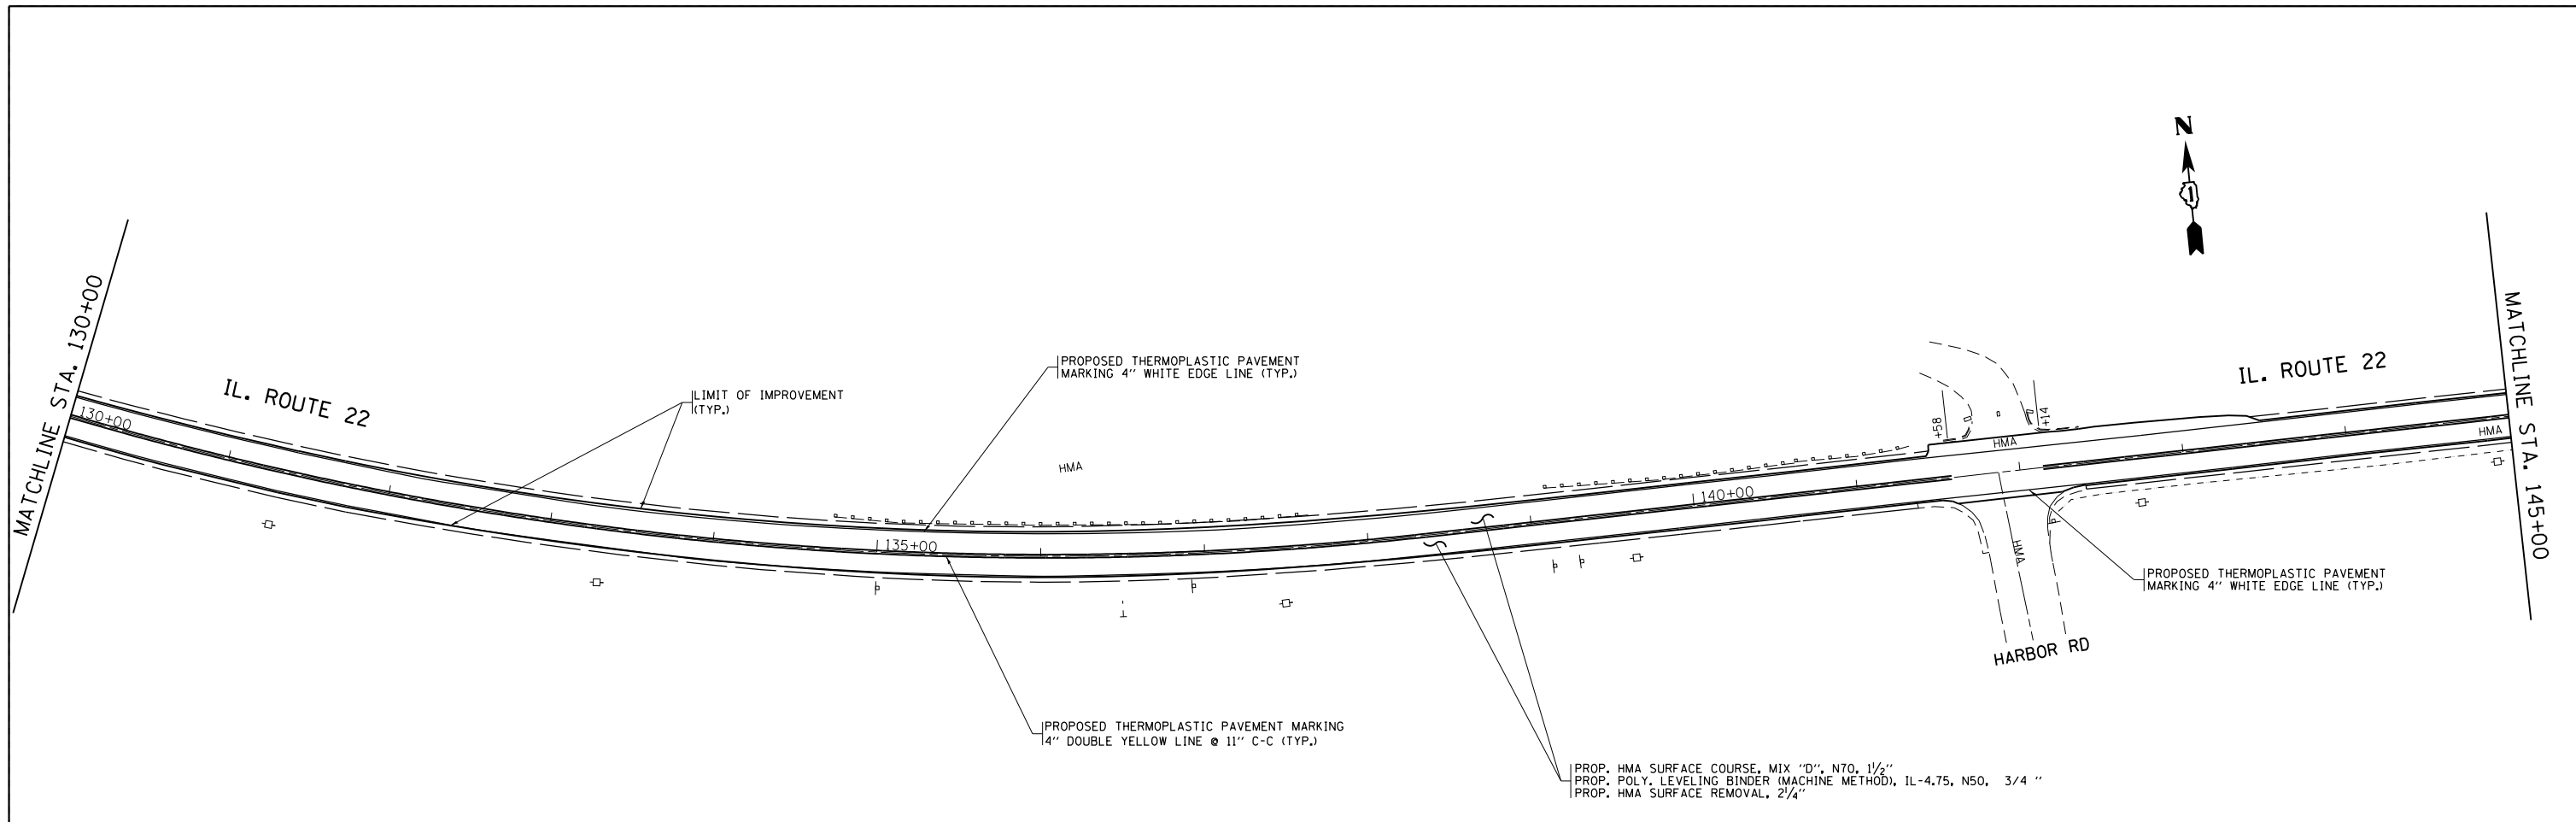 N
MATCHLINE STA. 130+00
IL. ROUTE 22
130+00
LIMIT OF IMPROVEMENT
(TYP.)
PROPOSED THERMOPLASTIC PAVEMENT
MARKING 4" WHITE EDGE LINE (TYP.)
HMA
135+00
PROPOSED THERMOPLASTIC PAVEMENT MARKING
4" DOUBLE YELLOW LINE @ 11" C-C (TYP.)
140+00
PROP. HMA SURFACE COURSE, MIX "D", N70, 1½"
PROP. POLY. LEVELING BINDER (MACHINE METHOD), IL-4.75, N50, 3/4 "
PROP. HMA SURFACE REMOVAL, 2¼"
+58
+14
HMA
HMA
HARBOR RD
PROPOSED THERMOPLASTIC PAVEMENT
MARKING 4" WHITE EDGE LINE (TYP.)
IL. ROUTE 22
HMA
MATCHLINE STA. 145+00